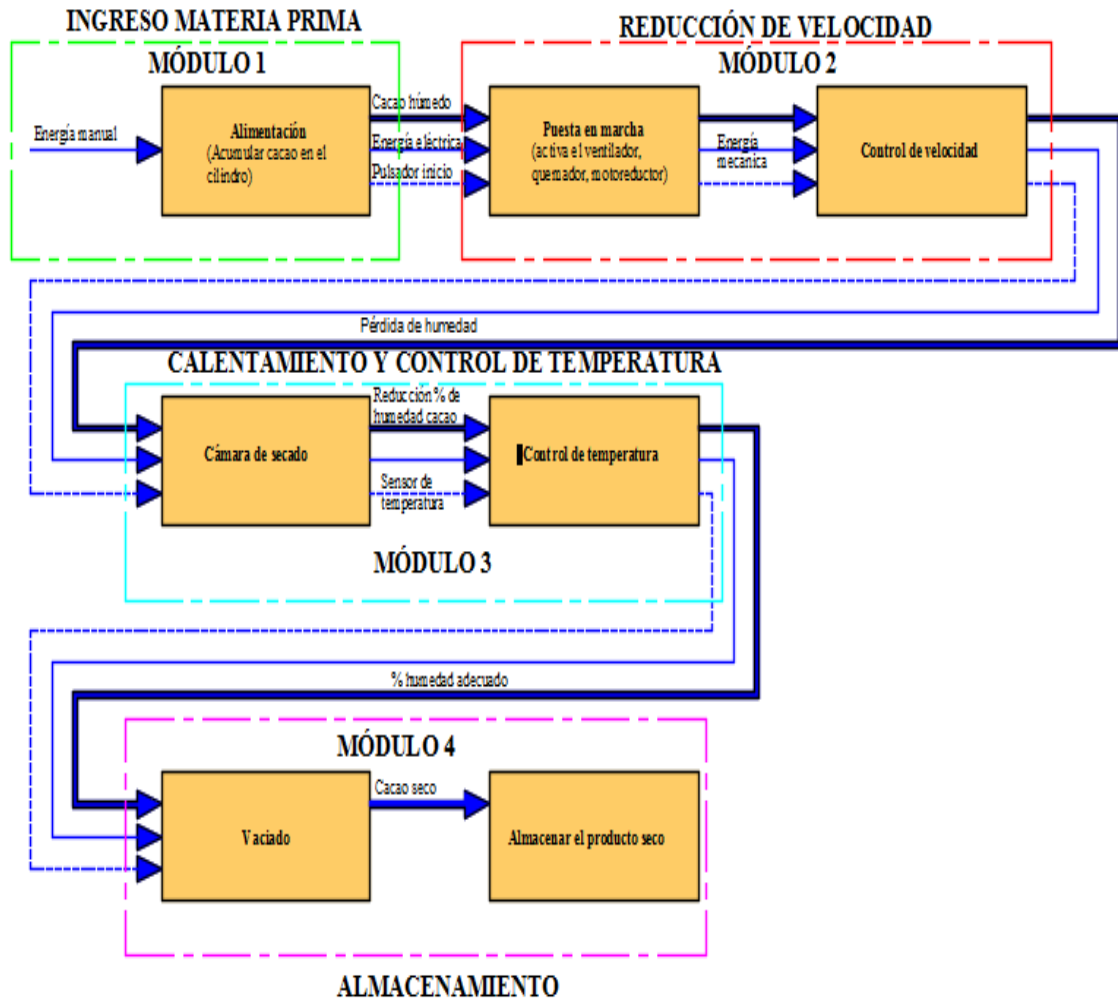 INGRESO MATERIA PRIMA
REDUCCIÓN DE VELOCIDAD
MÓDULO 1
MÓDULO 2
Energía manual
Alimentación
(Acumular cacao en el
cilindro)
Cacao húmedo
Energía eléctrica
Pulsador inicio
Puesta en marcha
(activa el ventilador,
quemador, motoreductor)
Energía
mecánica
Control de velocidad
Pérdida de humedad
CALENTAMIENTO Y CONTROL DE TEMPERATURA
Cámara de secado
Reducción % de
humedad cacao
Sensor de
temperatura
Control de temperatura
MÓDULO 3
% humedad adecuado
MÓDULO 4
Vaciado
Cacao seco
Almacenar el producto seco
ALMACENAMIENTO